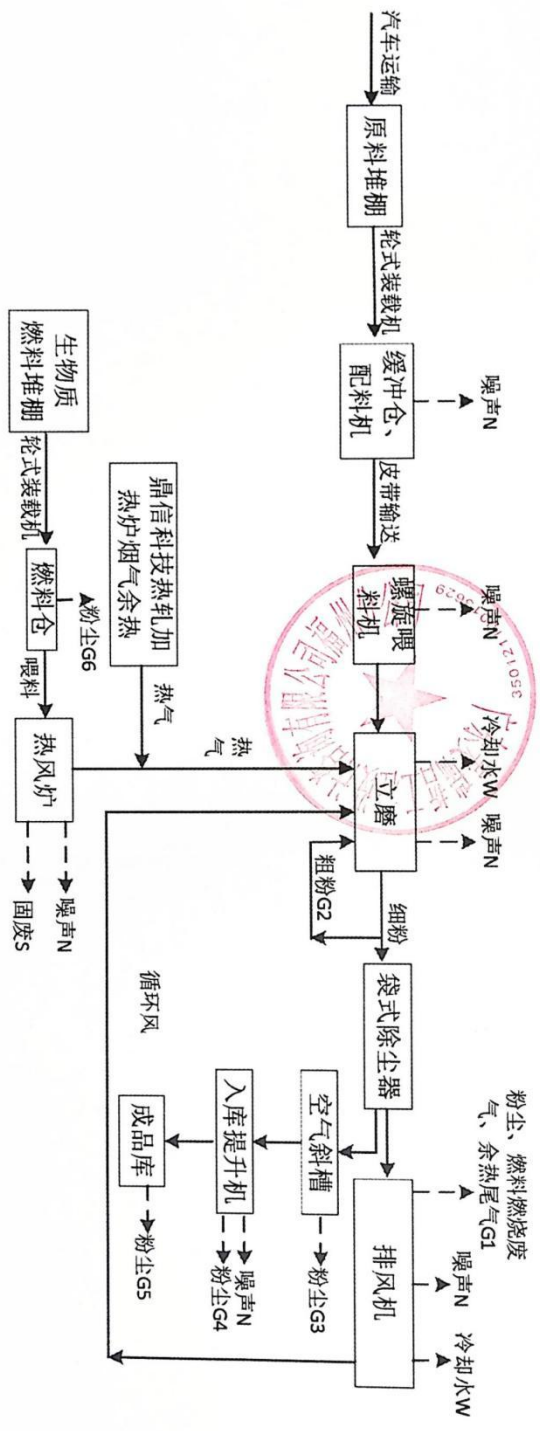 汽车运输
原料堆棚
轮式装载机
缓冲仓、
配料机
噪声N
皮带输送
螺旋喂
料机
噪声N
立磨
冷却水W
噪声N
细粉
粗粉G2
袋式除尘器
粉尘、燃料燃烧废
气、余热尾气G1
排风机
噪声N
冷却水W
空气斜槽
粉尘G3
入库提升机
噪声N
粉尘G4
成品库
粉尘G5
循环风
生物质
燃料堆棚
轮式装载机
燃料仓
粉尘G6
喂料
热风炉
噪声N
固废S
鼎信科技热轧加
热炉烟气余热
热气
热
气